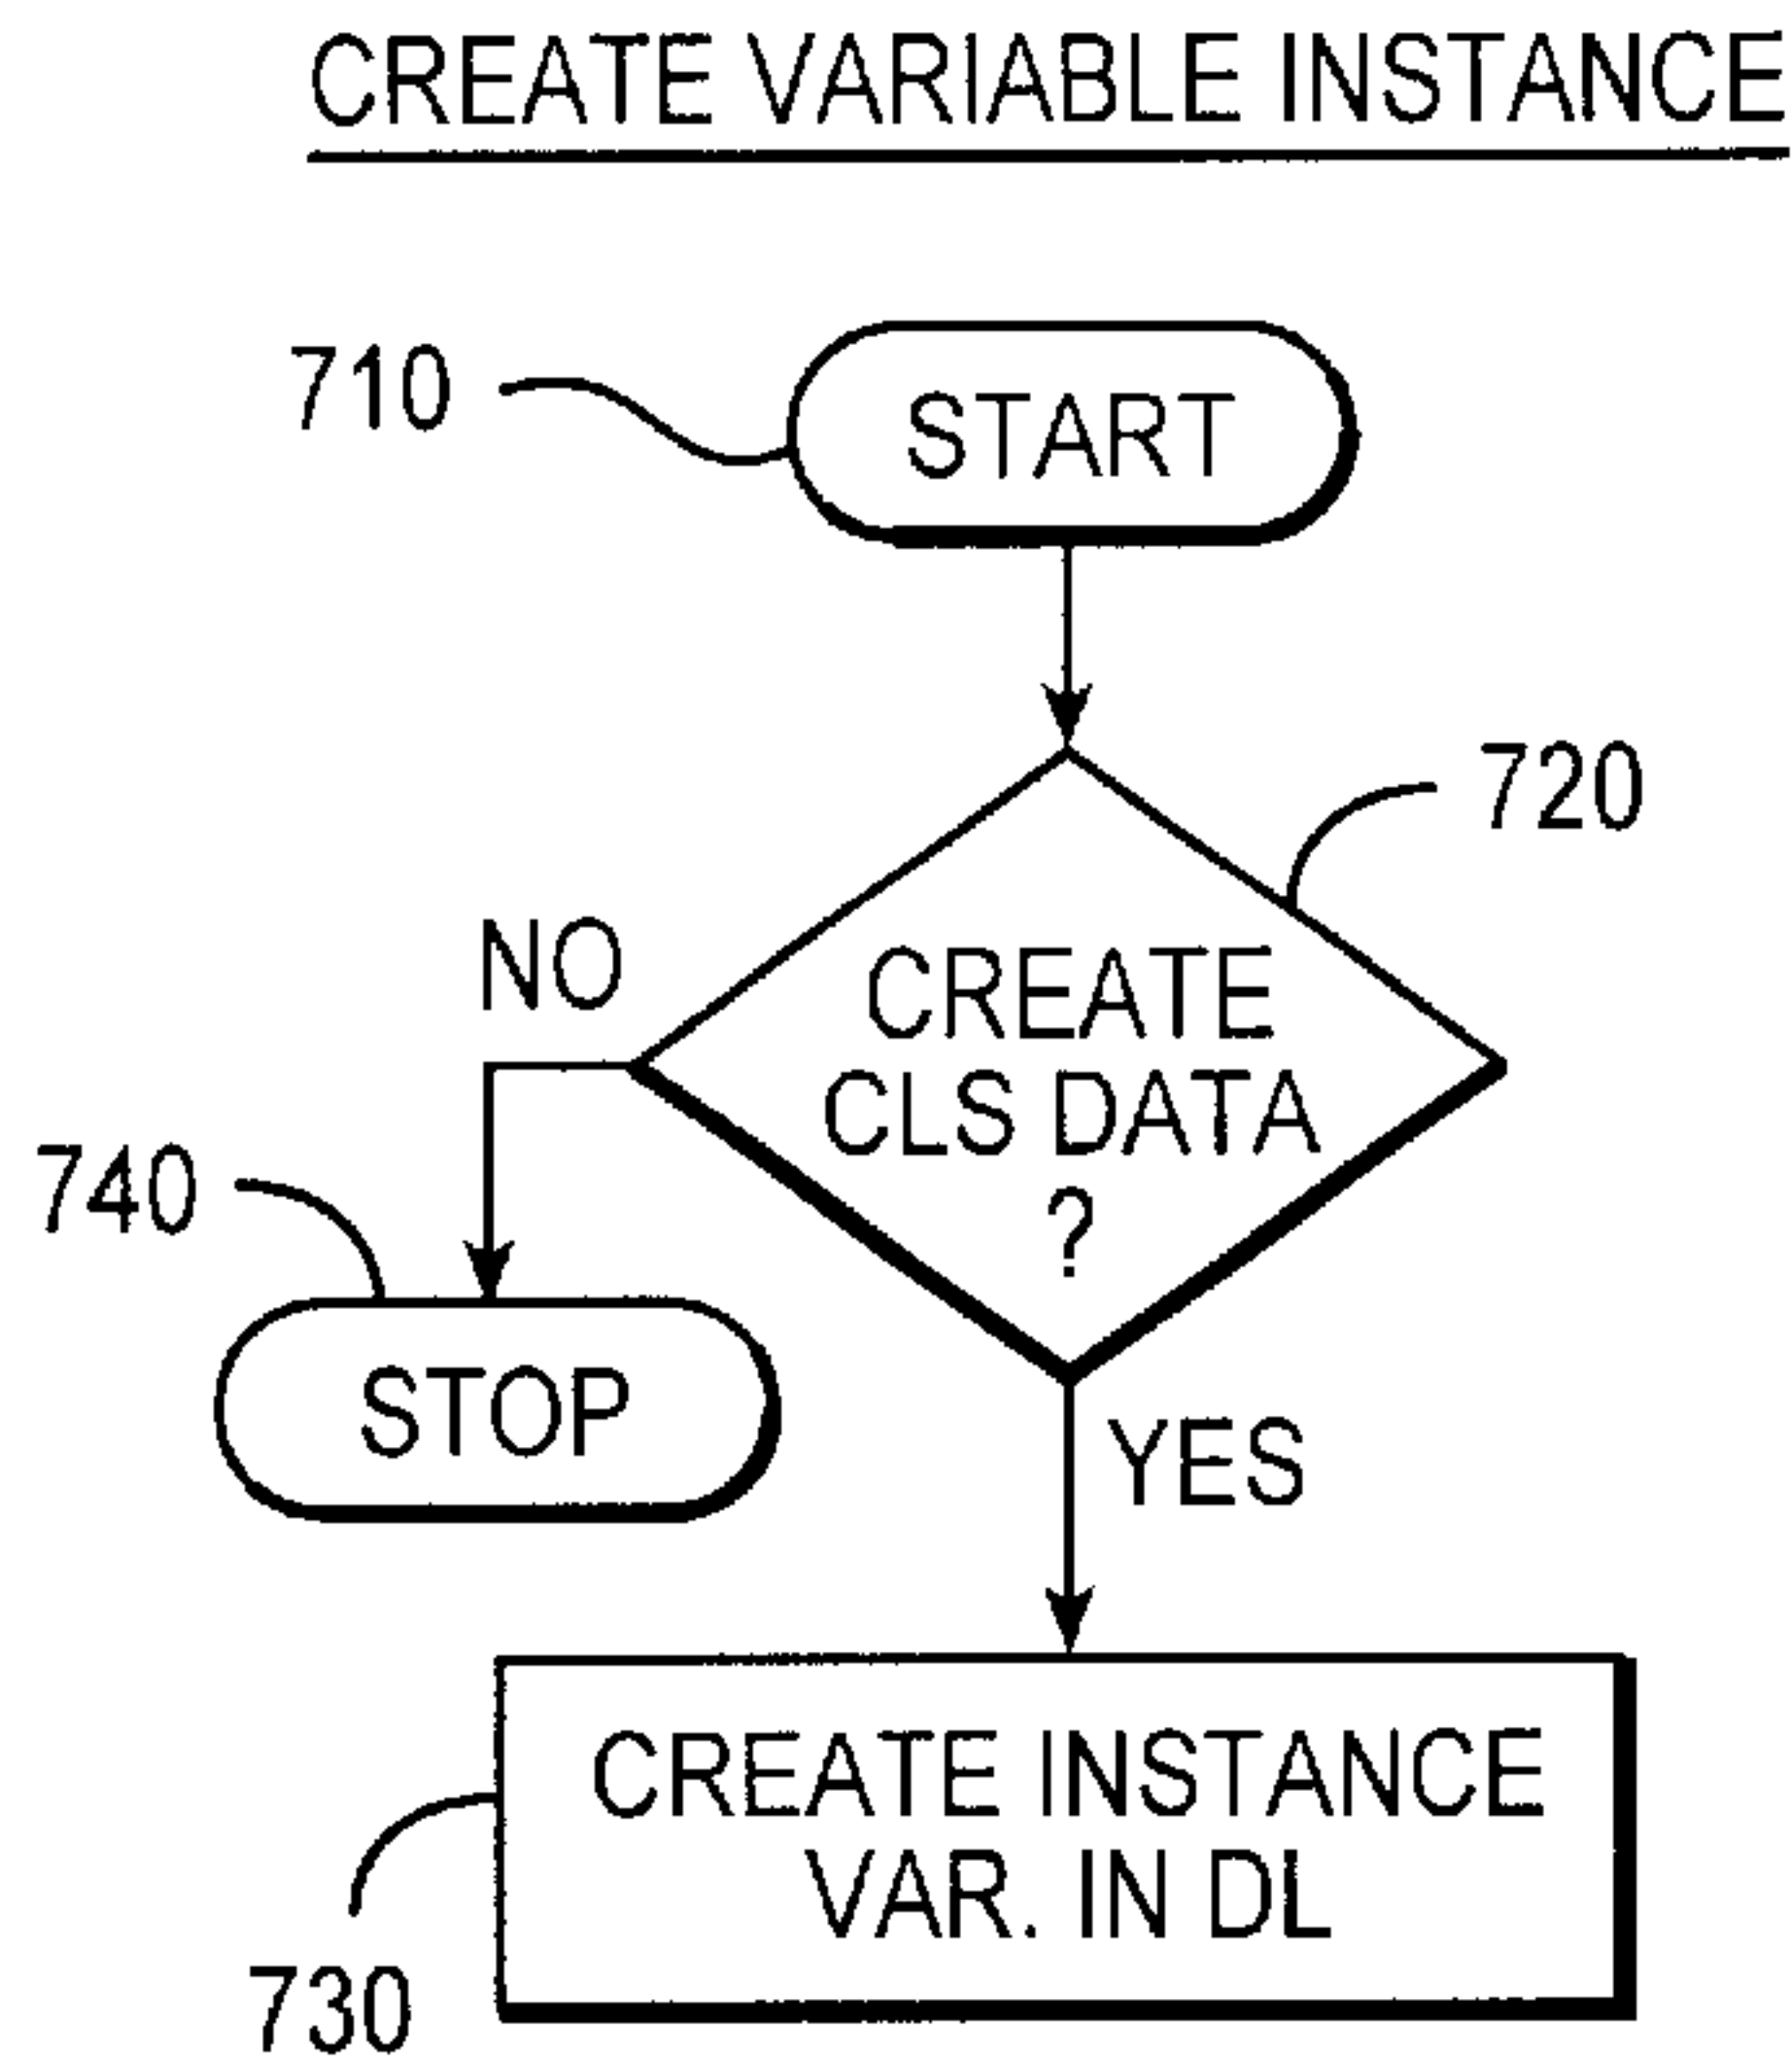 CREATE VARIABLE INSTANCE
710
START
720
NO
CREATE
CLS DATA
?
740
STOP
YES
CREATE INSTANCE
VAR. IN DL
730